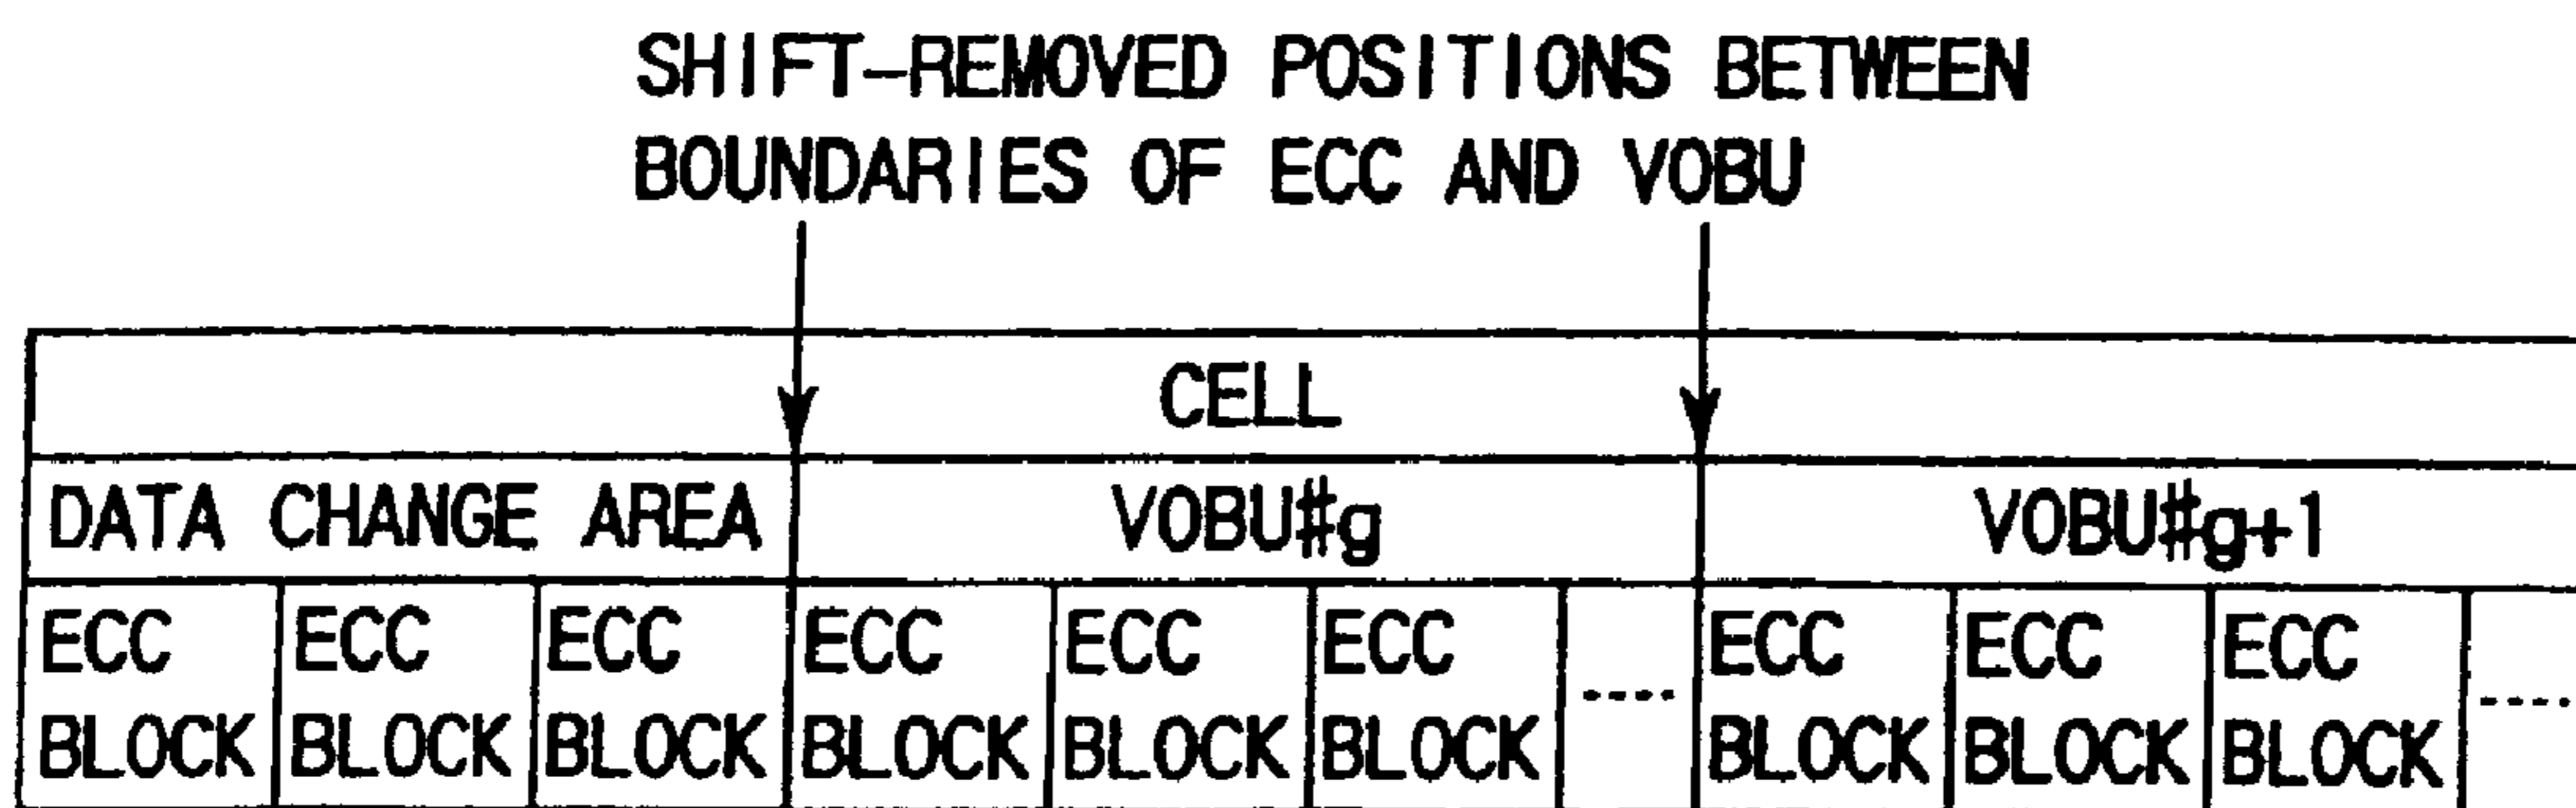 SHIFT-REMOVED POSITIONS BETWEEN
BOUNDARIES OF ECC AND VOBU
CELL
DATA CHANGE AREA VOBU#g VOBU#g+1
ECC ECC ECC ECC ECC ECC ---- ECC ECC ECC ----
BLOCK BLOCK BLOCK BLOCK BLOCK BLOCK BLOCK BLOCK BLOCK